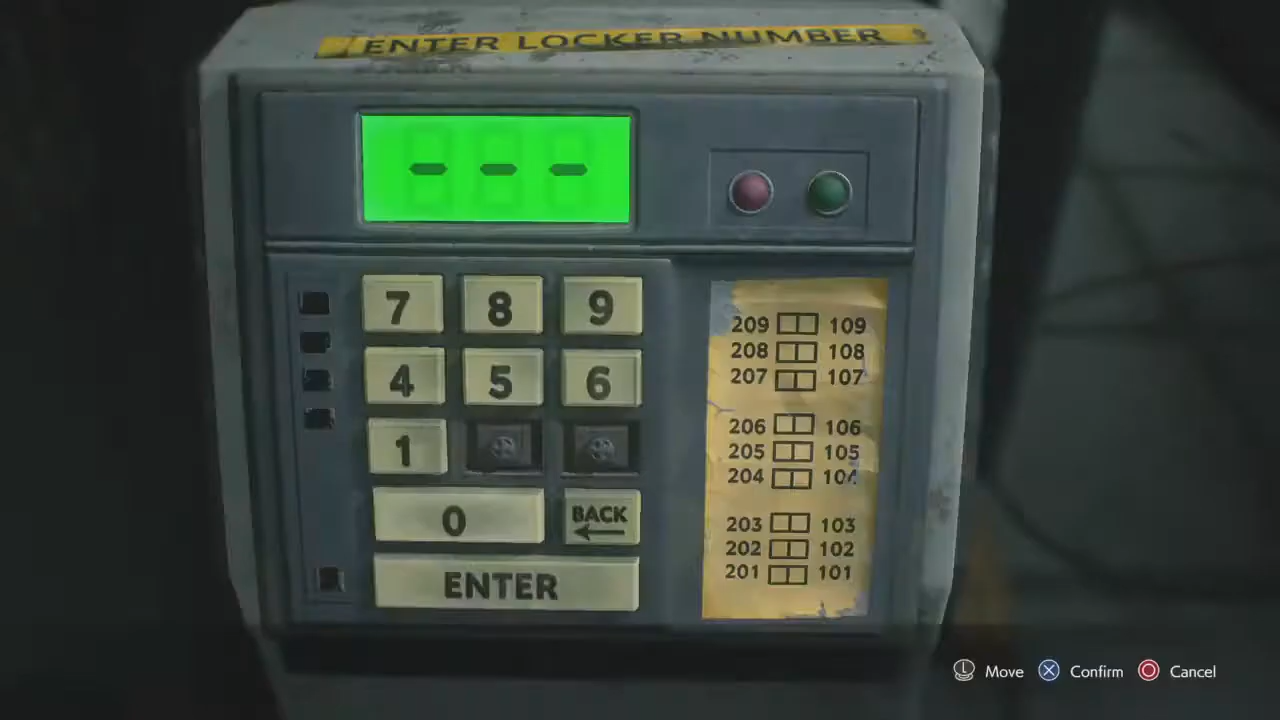 ENTER LOCKER NUMBER
- - -
7 8 9
4 5 6
1
0 BACK
ENTER
209 109
208 108
207 107
206 106
205 105
204 104
203 103
202 102
201 101
L Move Confirm Cancel